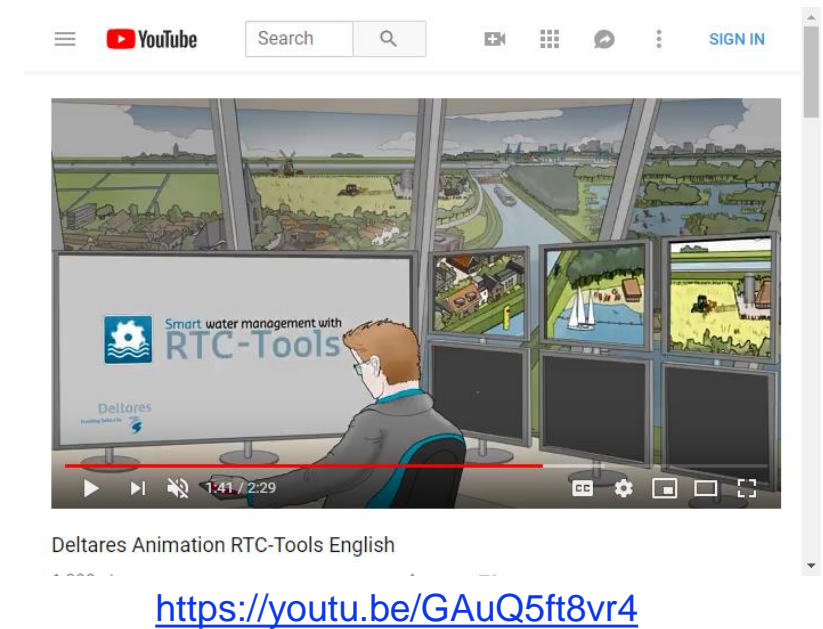 YouTube
Search
SIGN IN
Smart water management with
RTC-Tools
Deltares
1:41 / 2:29
CC
Deltares Animation RTC-Tools English
https://youtu.be/GAuQ5ft8vr4